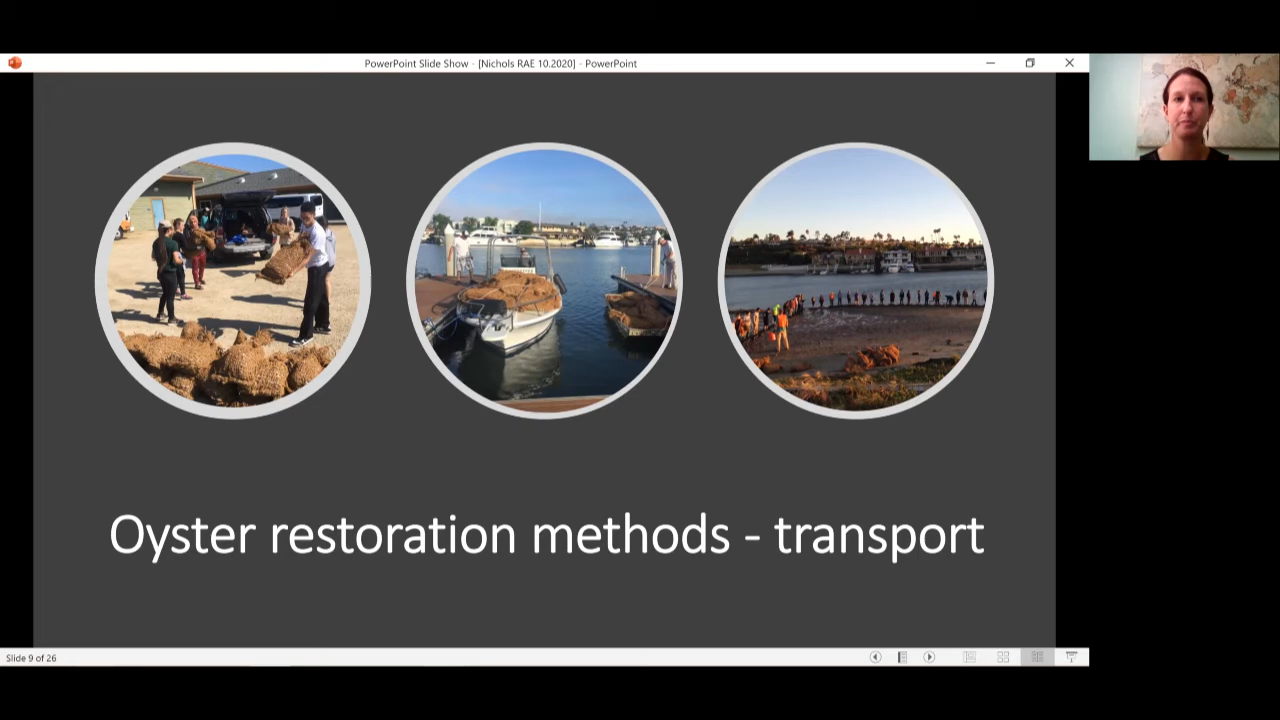 PowerPoint Slide Show - [Nichols RAE 10.2020] - PowerPoint
Oyster restoration methods - transport
Slide 9 of 26